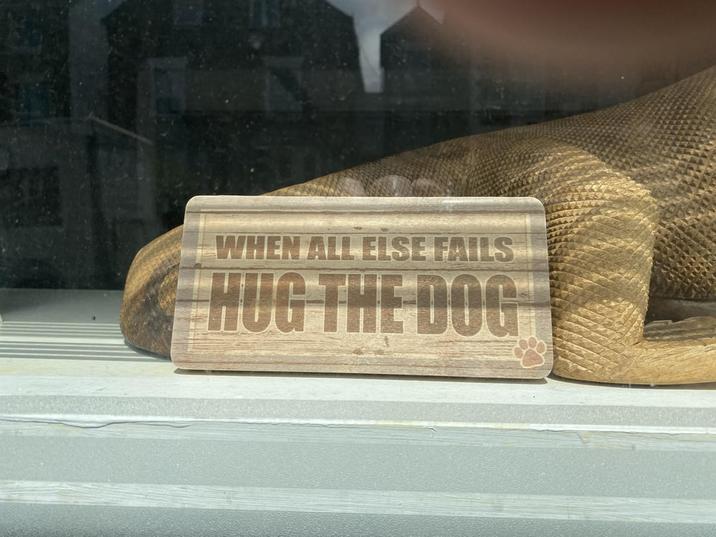 WHEN ALL ELSE FAILS
HUG THE DOG